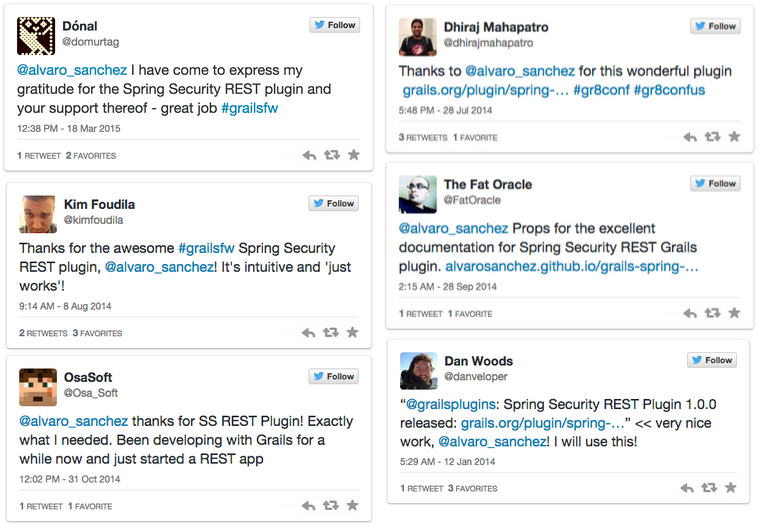 Dónal
@domurtag
Follow
@alvaro_sanchez I have come to express my
gratitude for the Spring Security REST plugin and
your support thereof - great job #grailsfw
12:38 PM - 18 Mar 2015
1 RETWEET 2 FAVORITES
Kim Foudila
@kimfoudila
Follow
Thanks for the awesome #grailsfw Spring Security
REST plugin, @alvaro_sanchez! It's intuitive and 'just
works'!
9:14 AM - 8 Aug 2014
2 RETWEETS 3 FAVORITES
OsaSoft
@Osa_Soft
Follow
@alvaro_sanchez thanks for SS REST Plugin! Exactly
what I needed. Been developing with Grails for a
while now and just started a REST app
12:02 PM - 31 Oct 2014
1 RETWEET 1 FAVORITE
Dhiraj Mahapatro
@dhirajmahapatro
Follow
Thanks to @alvaro_sanchez for this wonderful plugin
grails.org/plugin/spring-… #gr8conf #gr8confus
5:48 PM - 28 Jul 2014
3 RETWEETS 1 FAVORITE
The Fat Oracle
@FatOracle
Follow
@alvaro_sanchez Props for the excellent
documentation for Spring Security REST Grails
plugin. alvarosanchez.github.io/grails-spring-…
2:15 AM - 28 Sep 2014
1 RETWEET 1 FAVORITE
Dan Woods
@danveloper
Follow
“@grailsplugins: Spring Security REST Plugin 1.0.0
released: grails.org/plugin/spring-…” << very nice
work, @alvaro_sanchez! I will use this!
5:29 AM - 12 Jan 2014
1 RETWEET 3 FAVORITES